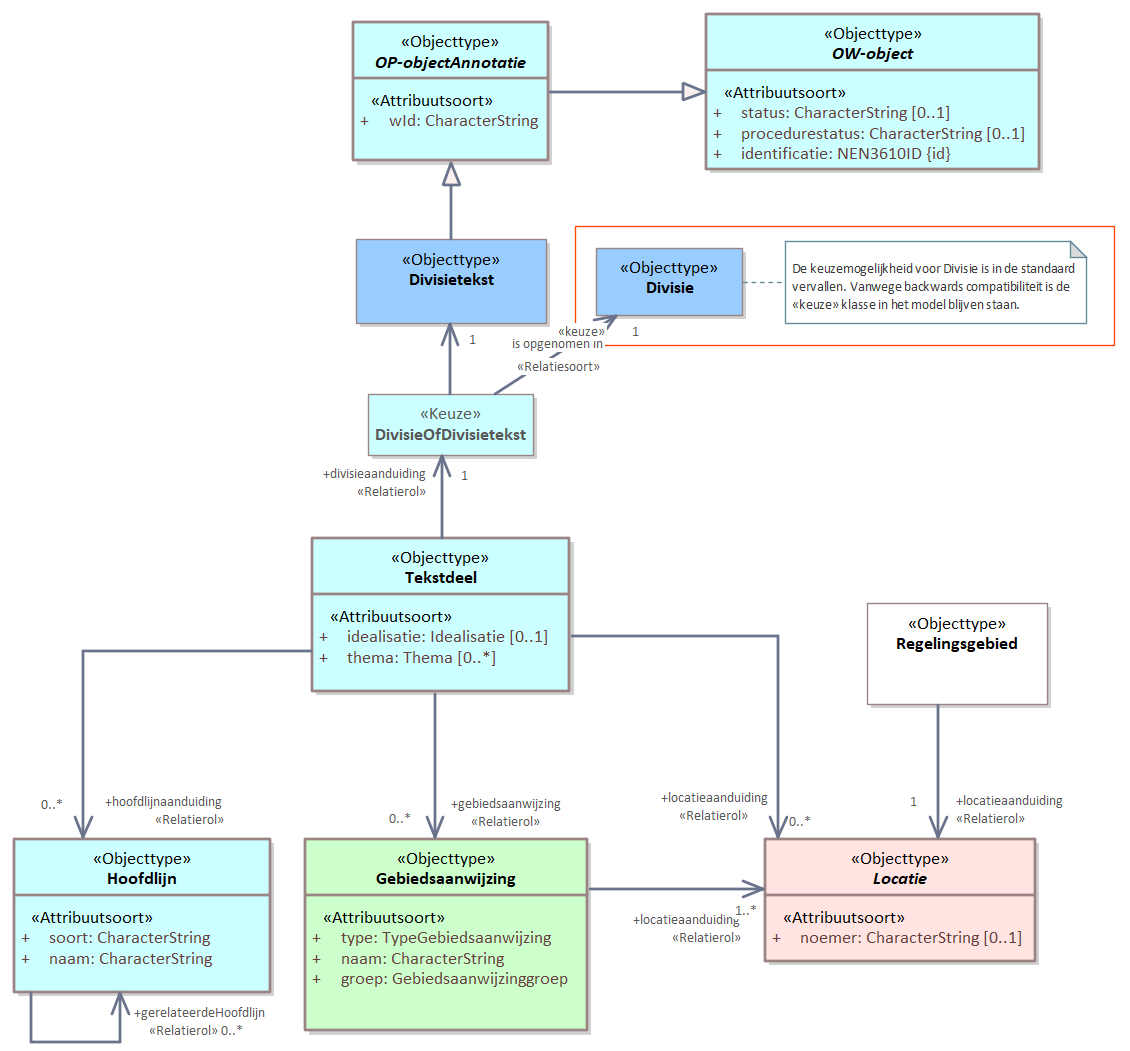 «Objecttype»
OP-objectAnnotatie
«Attribuutsoort»
+ wId: CharacterString
«Objecttype»
OW-object
«Attribuutsoort»
+ status: CharacterString [0..1]
+ procedurestatus: CharacterString [0..1]
+ identificatie: NEN3610ID {id}
«Objecttype»
Divisietekst
«Objecttype»
Divisie
De keuzemogelijkheid voor Divisie is in de standaard
vervallen. Vanwege backwards compatibiliteit is de
«keuze» klasse in het model blijven staan.
1
«keuze»
1
is opgenomen in
«Relatiesoort»
«Keuze»
DivisieOfDivisietekst
+divisieaanduiding
«Relatierol»
1
«Objecttype»
Tekstdeel
«Attribuutsoort»
+ idealisatie: Idealisatie [0..1]
+ thema: Thema [0..*]
«Objecttype»
Regelingsgebied
0..*
+hoofdlijnaanduiding
«Relatierol»
0..*
+gebiedsaanwijzing
«Relatierol»
+locatieaanduiding
«Relatierol»
0..*
1
+locatieaanduiding
«Relatierol»
«Objecttype»
Hoofdlijn
«Attribuutsoort»
+ soort: CharacterString
+ naam: CharacterString
«Objecttype»
Gebiedsaanwijzing
«Attribuutsoort»
+ type: TypeGebiedsaanwijzing
+ naam: CharacterString
+ groep: Gebiedsaanwijzinggroep
1..*
+locatieaanduiding
«Relatierol»
«Objecttype»
Locatie
«Attribuutsoort»
+ noemer: CharacterString [0..1]
+gerelateerdeHoofdlijn
«Relatierol» 0..*